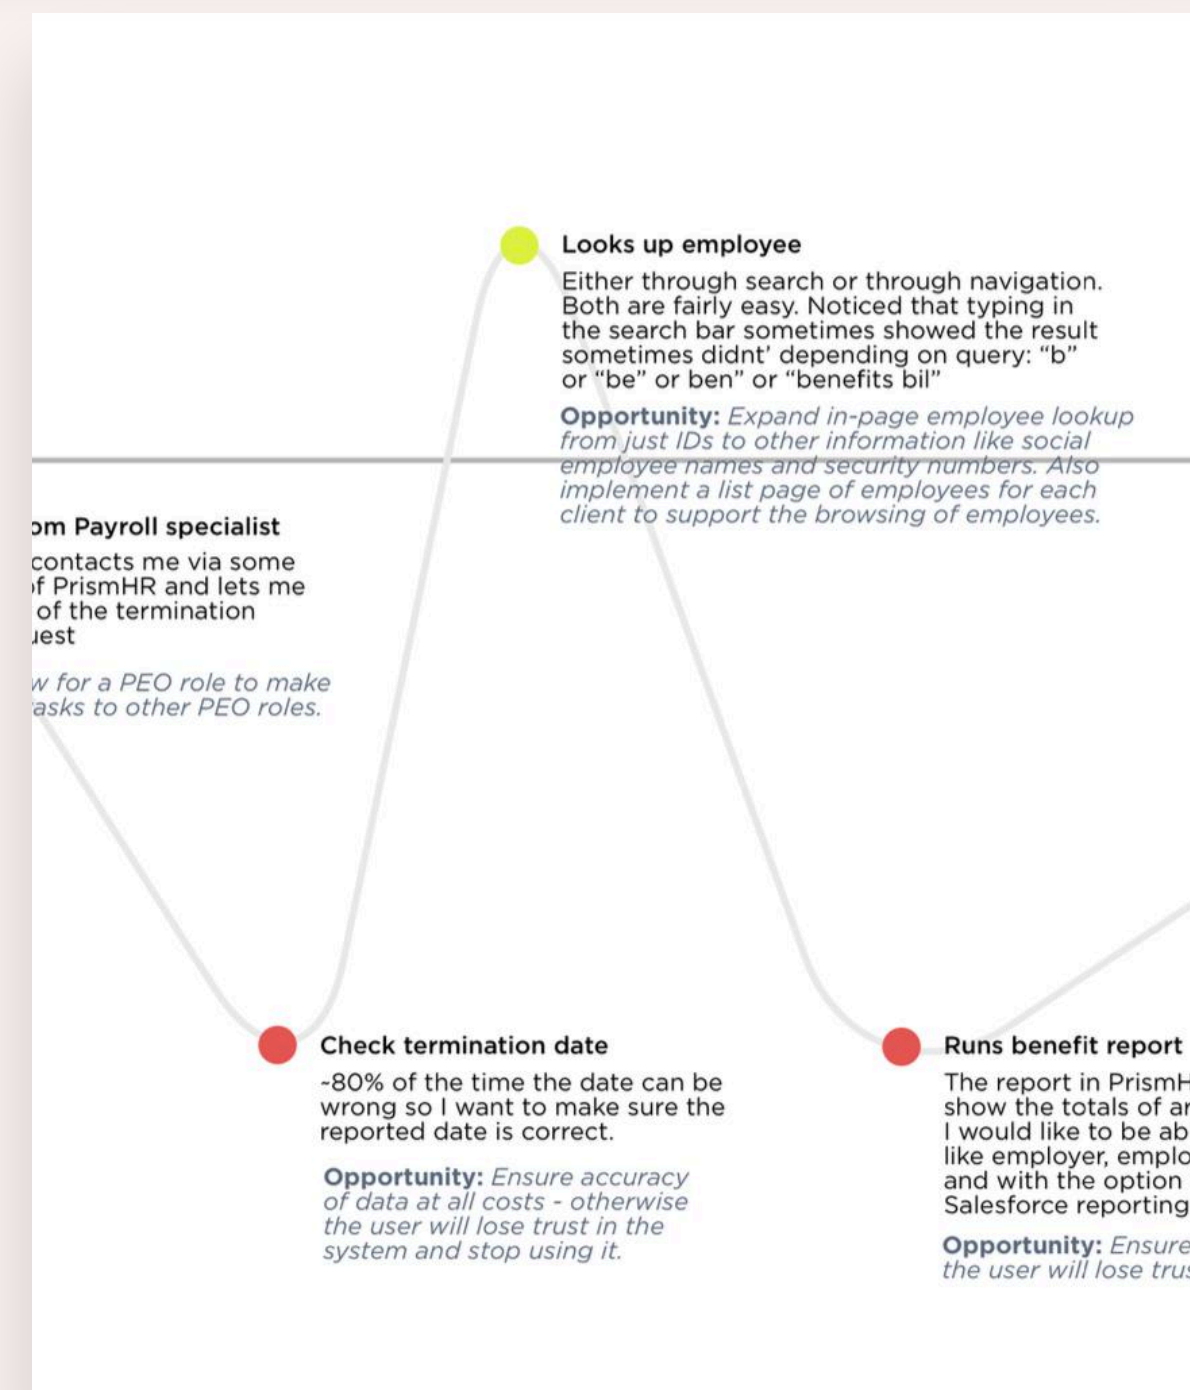 Looks up employee
Either through search or through navigation.
Both are fairly easy. Noticed that typing in
the search bar sometimes showed the result
sometimes didnt' depending on query: “b”
or “be” or ben” or “benefits bil”
Opportunity: Expand in-page employee lookup
from just IDs to other information like social
employee names and security numbers. Also
implement a list page of employees for each
client to support the browsing of employees.
Payroll specialist
contacts me via some
PrismHR and lets me
of the termination
for a PEO role to make
to other PEO roles.
Check termination date
~80% of the time the date can be
wrong so I want to make sure the
reported date is correct.
Opportunity: Ensure accuracy
of data at all costs - otherwise
the user will lose trust in the
system and stop using it.
Runs benefit report
The report in
show the totals of
I would like to be
like employer,
and with the option
Salesforce reporting
Opportunity: Ensure
the user will lose